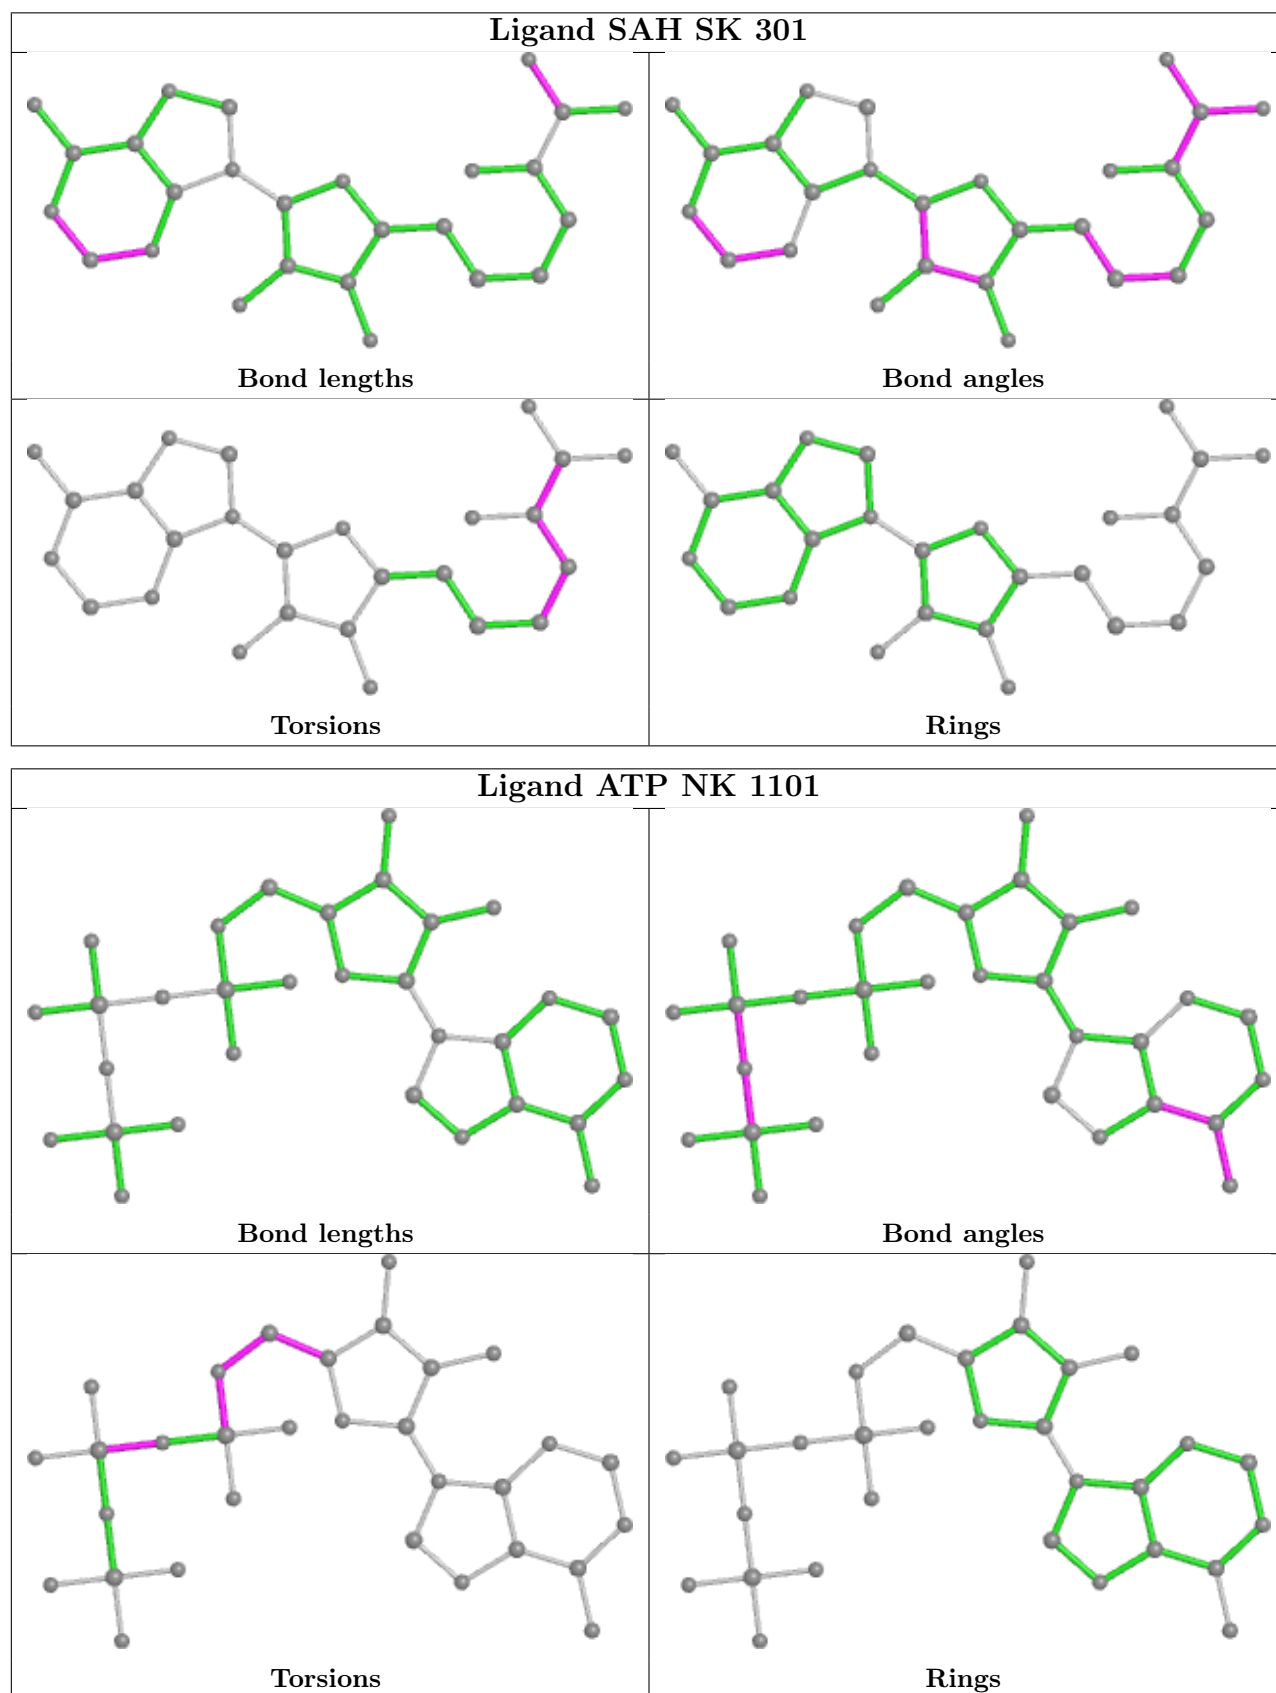 Ligand SAH SK 301
Bond lengths
Bond angles
Torsions
Rings
Ligand ATP NK 1101
Bond lengths
Bond angles
Torsions
Rings